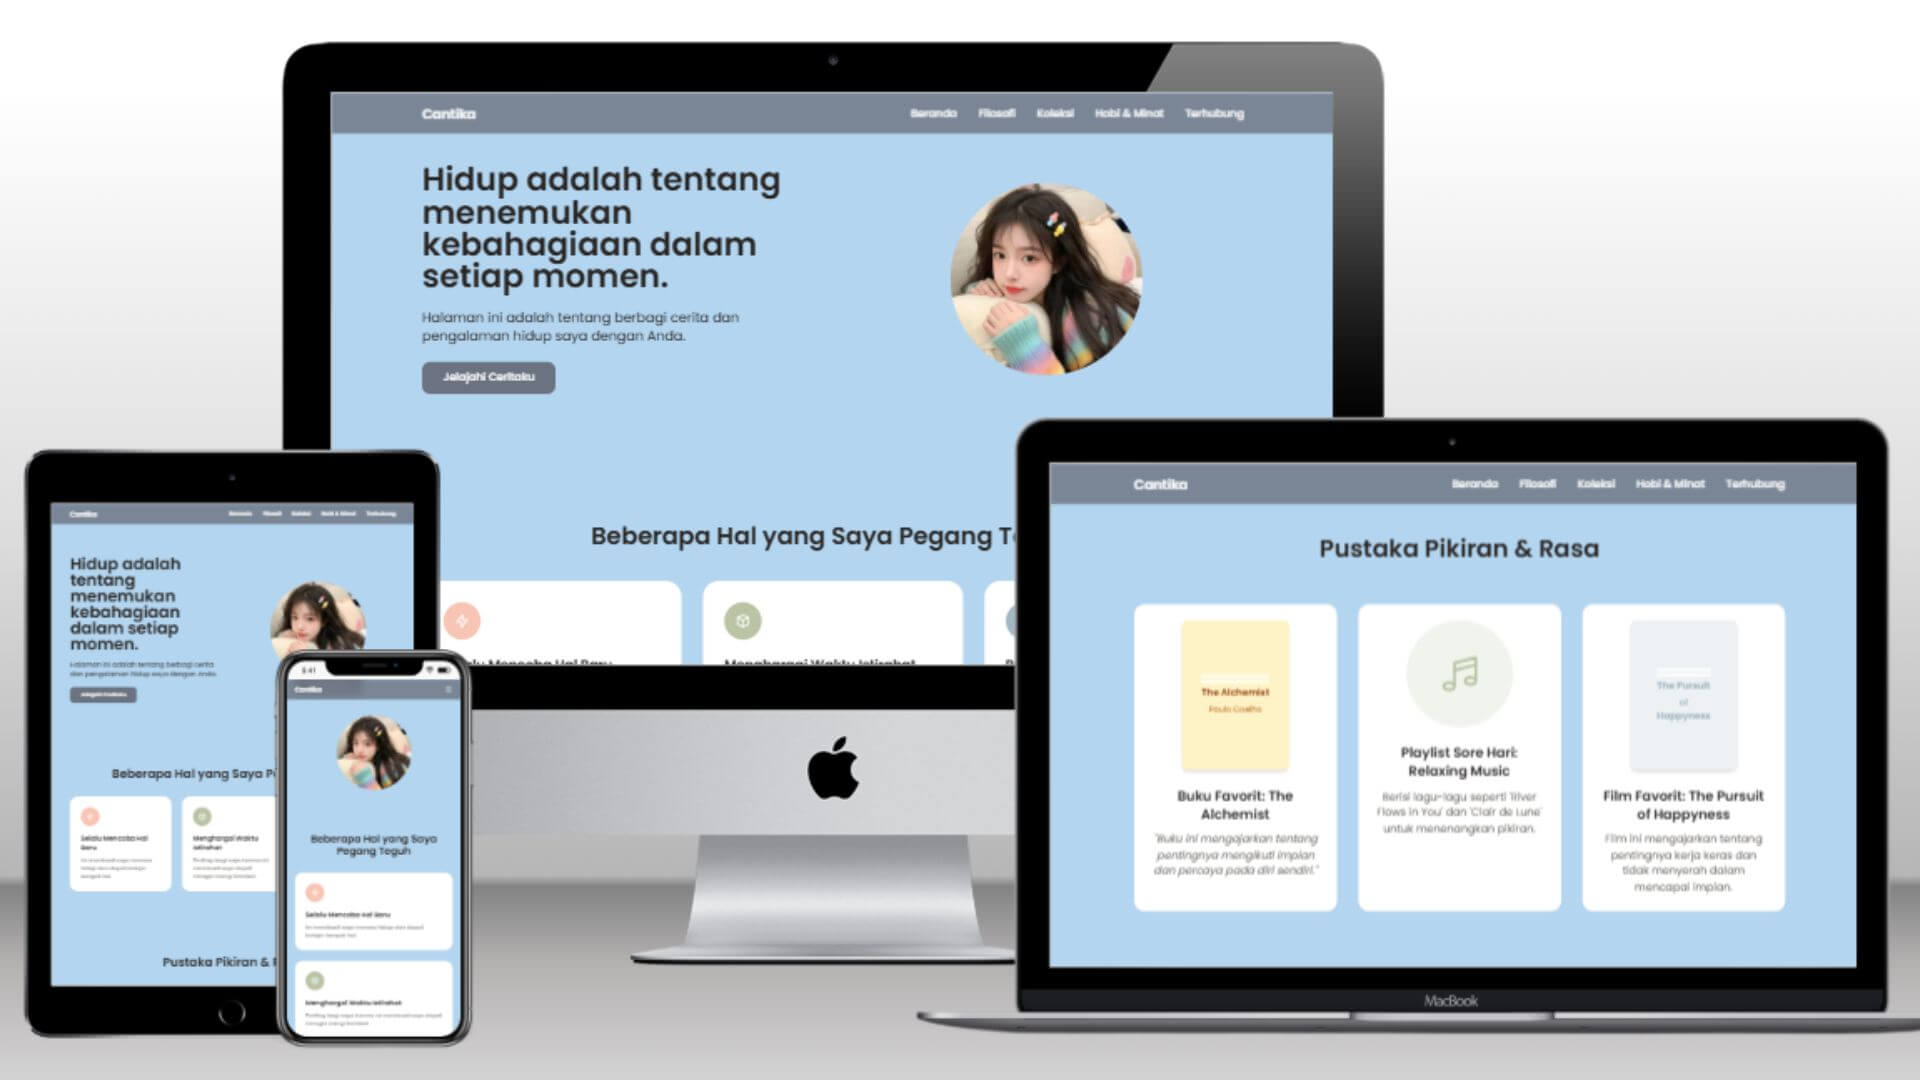 Cantika
Beranda Filosofi Koleksi Hobi & Minat Terhubung
Hidup adalah tentang
menemukan
kebahagiaan dalam
setiap momen.
Halaman ini adalah tentang berbagi cerita dan
pengalaman hidup saya dengan Anda.
Jelajahi Ceritaku
Beberapa Hal yang Saya Pegang T
Mencoba Hal Baru
Menghargai Waktu Istirahat
Cantika
Beranda Filosofi Koleksi Hobi & Minat Terhubung
Pustaka Pikiran & Rasa
The Alchemist
Paulo Coelho
Buku Favorit: The
Alchemist
"Buku ini mengajarkan tentang
pentingnya mengikuti impian
dan percaya pada diri sendiri."
Playlist Sore Hari:
Relaxing Music
Berisi lagu-lagu seperti 'River
Flows in You' dan 'Clair de Lune'
untuk menenangkan pikiran.
The Pursuit
of
Happyness
Film Favorit: The Pursuit
of Happyness
Film ini mengajarkan tentang
pentingnya kerja keras dan
tidak menyerah dalam
mencapai impian.
MacBook
Cantika
Beranda Filosofi Koleksi Hobi & Minat Terhubung
Hidup adalah
tentang
menemukan
kebahagiaan
dalam setiap
momen.
Halaman ini adalah tentang berbagi cerita
dan pengalaman hidup saya dengan Anda.
Jelajahi Ceritaku
Beberapa Hal yang Saya P
Selalu Mencoba Hal
Baru
Menghargai Waktu
Istirahat
Pustaka Pikiran &
9:41
Cantika
Beberapa Hal yang Saya
Pegang Teguh
Selalu Mencoba Hal Baru
Menghargai Waktu Istirahat